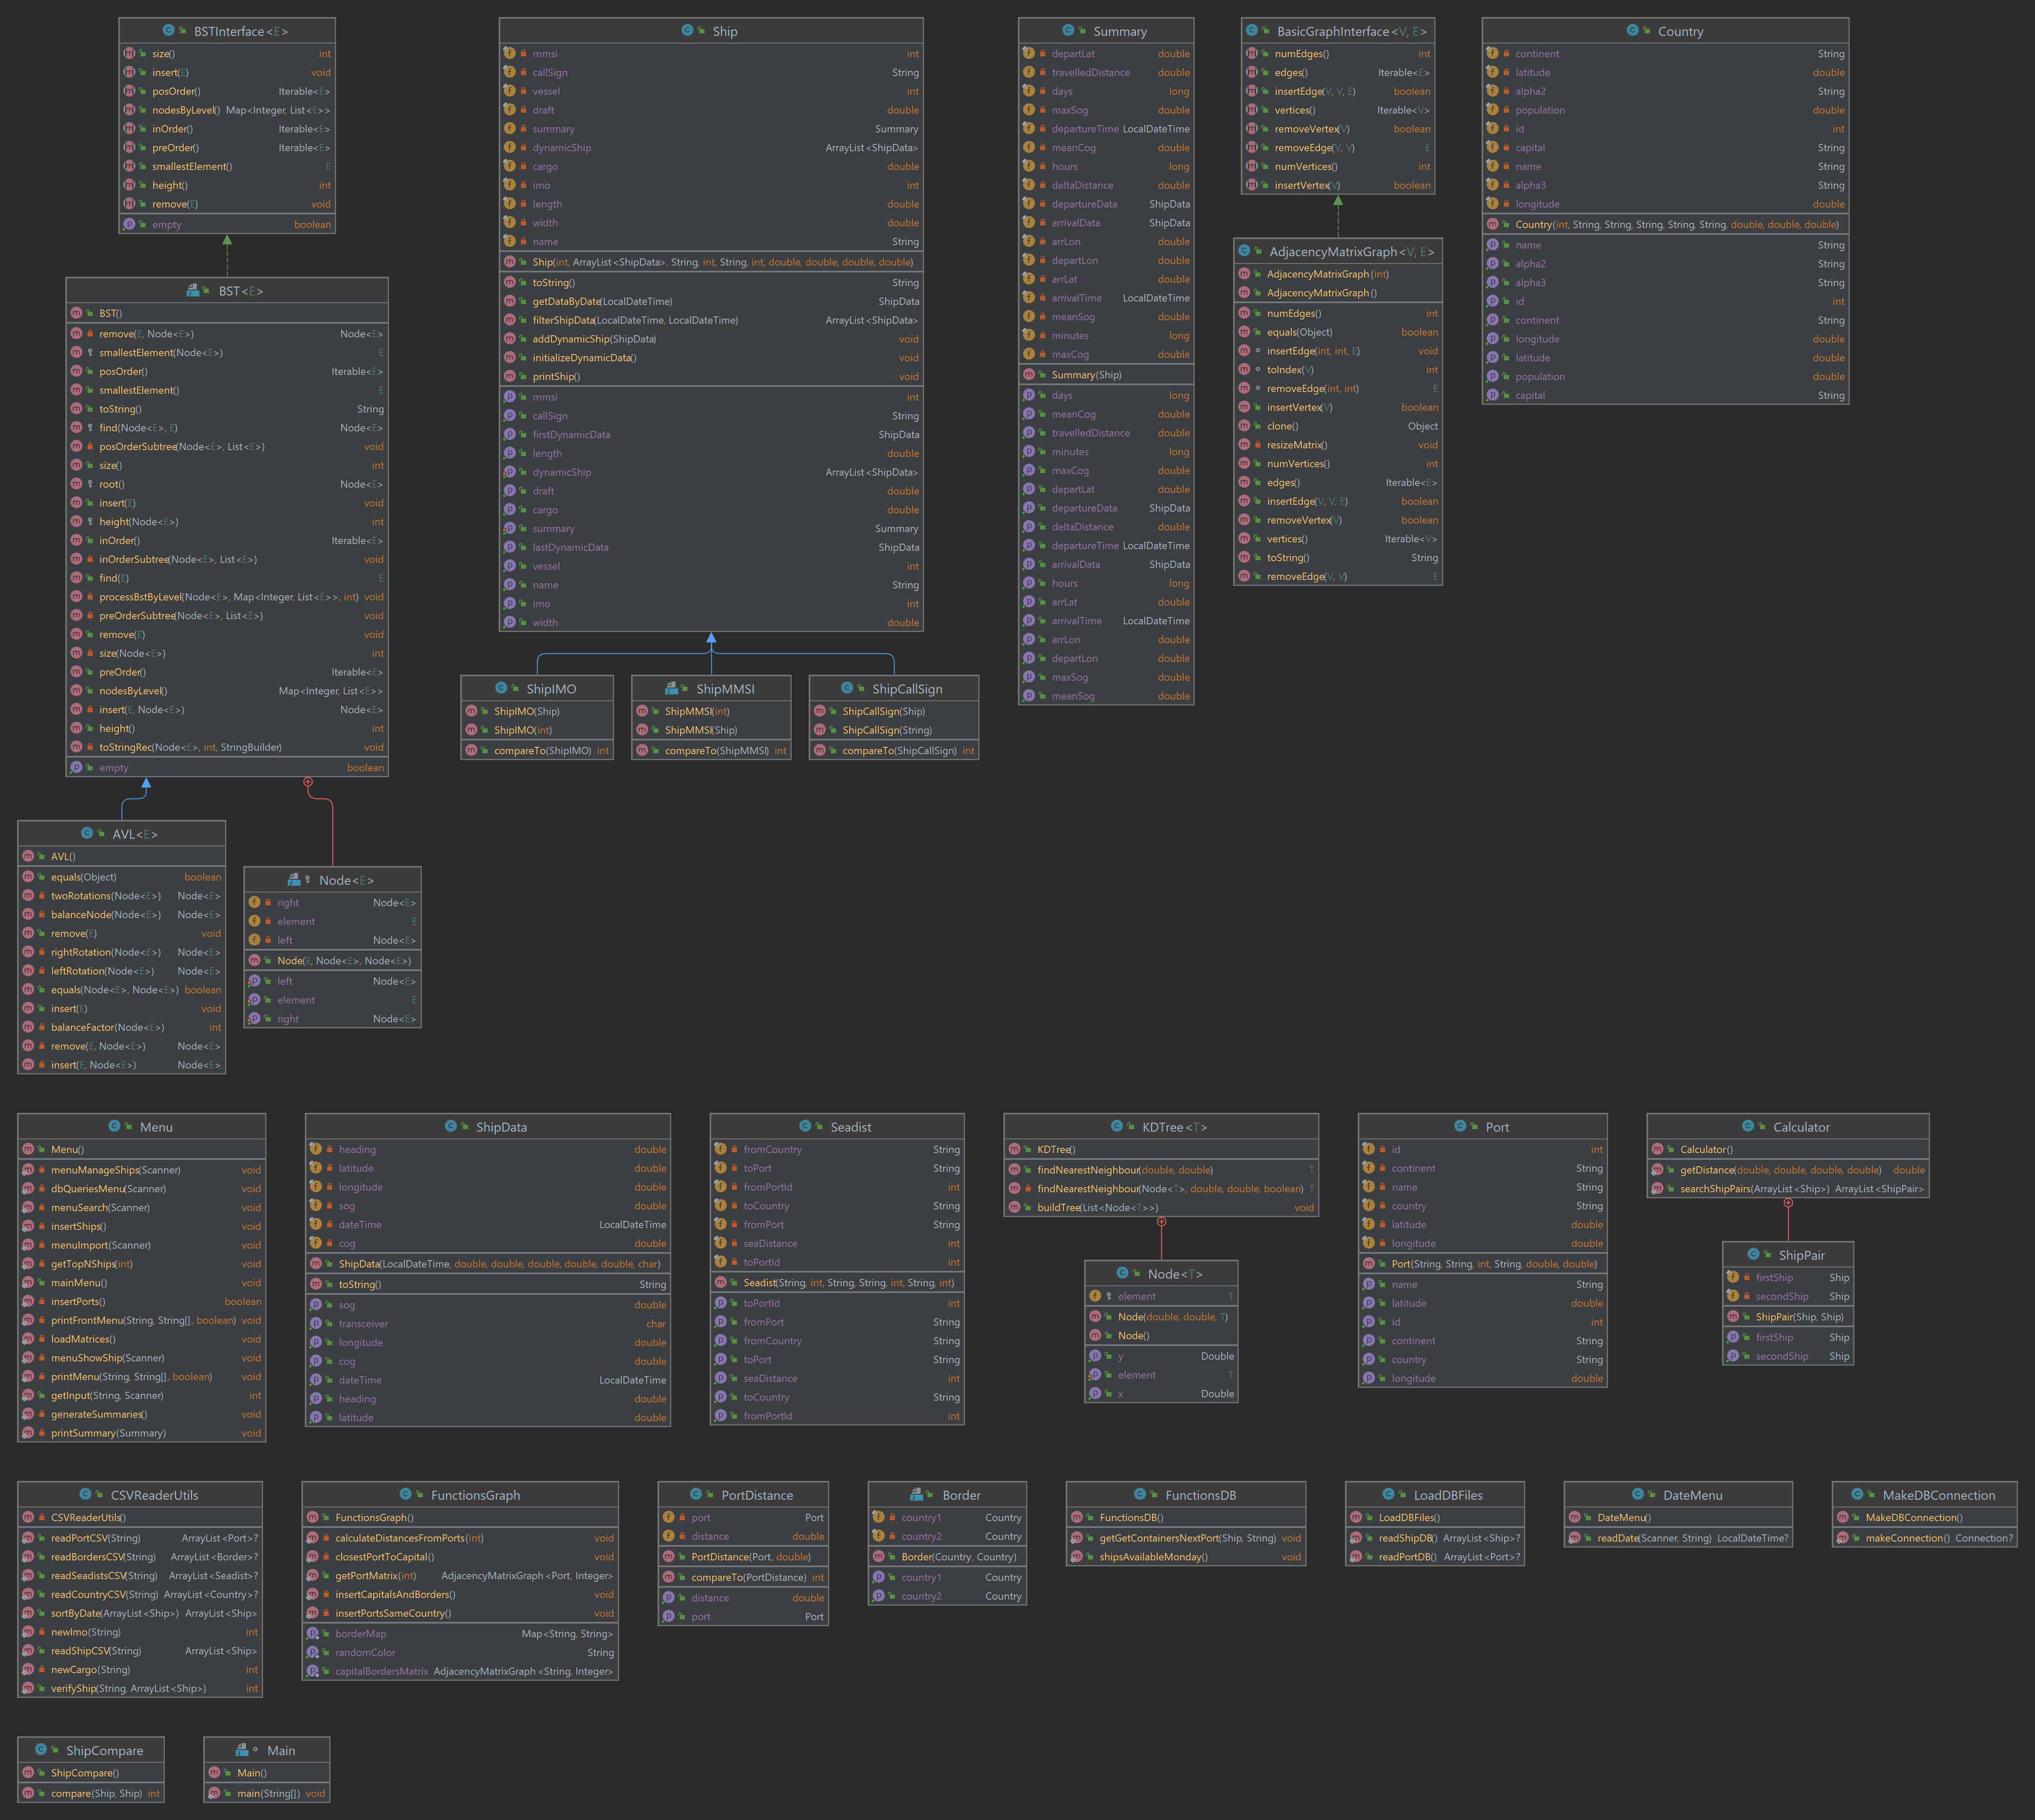 BSTInterface<E>
size() int
insert(E) void
posOrder() Iterable<E>
nodesByLevel() Map<Integer, List<E>>
inOrder() Iterable<E>
preOrder() Iterable<E>
smallestElement() E
height() int
remove(E) void
empty boolean
Ship
mmsi int
callSign String
vessel int
draft double
summary Summary
dynamicShip ArrayList<ShipData>
cargo double
imo int
length double
width double
name String
Ship(int, ArrayList<ShipData>, String, int, String, int, double, double, double, double)
toString() String
getDataByDate(LocalDateTime) ShipData
filterShipData(LocalDateTime, LocalDateTime) ArrayList<ShipData>
addDynamicShip(ShipData) void
initializeDynamicData() void
printShip() void
mmsi int
callSign String
firstDynamicData ShipData
length double
dynamicShip ArrayList<ShipData>
draft double
cargo double
summary Summary
lastDynamicData ShipData
vessel int
name String
imo int
width double
Summary
departLat double
travelledDistance double
days long
maxSog double
departureTime LocalDateTime
meanCog double
hours long
deltaDistance double
departureData ShipData
arrivalData ShipData
arrLon double
departLon double
arrLat double
arrivalTime LocalDateTime
meanSog double
minutes long
maxCog double
Summary(Ship)
days long
meanCog double
travelledDistance double
minutes long
maxCog double
departLat double
departureData ShipData
deltaDistance double
departureTime LocalDateTime
arrivalData ShipData
hours long
arrLat double
arrivalTime LocalDateTime
arrLon double
departLon double
maxSog double
meanSog double
BasicGraphInterface<V, E>
numEdges() int
edges() Iterable<E>
insertEdge(V, V, E) boolean
vertices() Iterable<V>
removeVertex(V) boolean
removeEdge(V, V) E
numVertices() int
insertVertex(V) boolean
AdjacencyMatrixGraph<V, E>
AdjacencyMatrixGraph(int)
AdjacencyMatrixGraph()
numEdges() int
equals(Object) boolean
insertEdge(int, int, E) void
toIndex(V) int
removeEdge(int, int) E
insertVertex(V) boolean
clone() Object
resizeMatrix() void
numVertices() int
edges() Iterable<E>
insertEdge(V, V, E) boolean
removeVertex(V) boolean
vertices() Iterable<V>
toString() String
removeEdge(V, V) E
Country
continent String
latitude double
alpha2 String
population double
id int
capital String
name String
alpha3 String
longitude double
Country(int, String, String, String, String, String, double, double, double)
name String
alpha2 String
alpha3 String
id int
continent String
longitude double
latitude double
population double
capital String
BST<E>
BST()
remove(E, Node<E>) Node<E>
smallestElement(Node<E>) E
posOrder() Iterable<E>
smallestElement() E
toString() String
find(Node<E>, E) Node<E>
posOrderSubtree(Node<E>, List<E>) void
size() int
root() Node<E>
insert(E) void
height(Node<E>) int
inOrder() Iterable<E>
inOrderSubtree(Node<E>, List<E>) void
find(E) E
processBstByLevel(Node<E>, Map<Integer, List<E>>, int) void
preOrderSubtree(Node<E>, List<E>) void
remove(E) void
size(Node<E>) int
preOrder() Iterable<E>
nodesByLevel() Map<Integer, List<E>>
insert(E, Node<E>) Node<E>
height() int
toStringRec(Node<E>, int, StringBuilder) void
empty boolean
ShipIMO
ShipIMO(Ship)
ShipIMO(int)
compareTo(ShipIMO) int
ShipMMSI
ShipMMSI(int)
ShipMMSI(Ship)
compareTo(ShipMMSI) int
ShipCallSign
ShipCallSign(Ship)
ShipCallSign(String)
compareTo(ShipCallSign) int
AVL<E>
AVL()
equals(Object) boolean
twoRotations(Node<E>) Node<E>
balanceNode(Node<E>) Node<E>
remove(E) void
rightRotation(Node<E>) Node<E>
leftRotation(Node<E>) Node<E>
equals(Node<E>, Node<E>) boolean
insert(E) void
balanceFactor(Node<E>) int
remove(E, Node<E>) Node<E>
insert(E, Node<E>) Node<E>
Node<E>
right Node<E>
element E
left Node<E>
Node(E, Node<E>, Node<E>)
left Node<E>
element E
right Node<E>
Menu
Menu()
menuManageShips(Scanner) void
dbQueriesMenu(Scanner) void
menuSearch(Scanner) void
insertShips() void
menuImport(Scanner) void
getTopNShips(int) void
mainMenu() void
insertPorts() boolean
printFrontMenu(String, String[], boolean) void
loadMatrices() void
menuShowShip(Scanner) void
printMenu(String, String[], boolean) void
getInput(String, Scanner) int
generateSummaries() void
printSummary(Summary) void
ShipData
heading double
latitude double
longitude double
sog double
dateTime LocalDateTime
cog double
ShipData(LocalDateTime, double, double, double, double, double, char)
toString() String
sog double
transceiver char
longitude double
cog double
dateTime LocalDateTime
heading double
latitude double
Seadist
fromCountry String
toPort String
fromPortId int
toCountry String
fromPort String
seaDistance int
toPortId int
Seadist(String, int, String, String, int, String, int)
toPortId int
fromPort String
fromCountry String
toPort String
seaDistance int
toCountry String
fromPortId int
KDTree<T>
KDTree()
findNearestNeighbour(double, double) T
findNearestNeighbour(Node<T>, double, double, boolean) T
buildTree(List<Node<T>>) void
Node<T>
element T
Node(double, double, T)
Node()
y Double
element T
x Double
Port
id int
continent String
name String
country String
latitude double
longitude double
Port(String, String, int, String, double, double)
name String
latitude double
id int
continent String
country String
longitude double
Calculator
Calculator()
getDistance(double, double, double, double) double
searchShipPairs(ArrayList<Ship>) ArrayList<ShipPair>
ShipPair
firstShip Ship
secondShip Ship
ShipPair(Ship, Ship)
firstShip Ship
secondShip Ship
CSVReaderUtils
CSVReaderUtils()
readPortCSV(String) ArrayList<Port>?
readBordersCSV(String) ArrayList<Border>?
readSeadistsCSV(String) ArrayList<Seadist>?
readCountryCSV(String) ArrayList<Country>?
sortByDate(ArrayList<Ship>) ArrayList<Ship>
newImo(String) int
readShipCSV(String) ArrayList<Ship>
newCargo(String) int
verifyShip(String, ArrayList<Ship>) int
FunctionsGraph
FunctionsGraph()
calculateDistancesFromPorts(int) void
closestPortToCapital() void
getPortMatrix(int) AdjacencyMatrixGraph<Port, Integer>
insertCapitalsAndBorders() void
insertPortsSameCountry() void
borderMap Map<String, String>
randomColor String
capitalBordersMatrix AdjacencyMatrixGraph<String, Integer>
PortDistance
port Port
distance double
PortDistance(Port, double)
compareTo(PortDistance) int
distance double
port Port
Border
country1 Country
country2 Country
Border(Country, Country)
country1 Country
country2 Country
FunctionsDB
FunctionsDB()
getGetContainersNextPort(Ship, String) void
shipsAvailableMonday() void
LoadDBFiles
LoadDBFiles()
readShipDB() ArrayList<Ship>?
readPortDB() ArrayList<Port>?
DateMenu
DateMenu()
readDate(Scanner, String) LocalDateTime?
MakeDBConnection
MakeDBConnection()
makeConnection() Connection?
ShipCompare
ShipCompare()
compare(Ship, Ship) int
Main
Main()
main(String[]) void